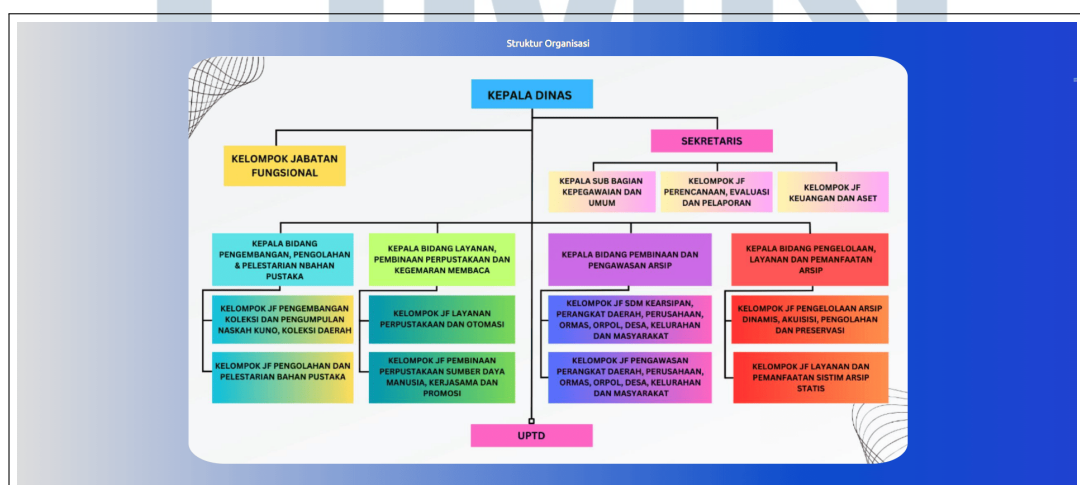 Struktur Organisasi
KEPALA DINAS
SEKRETARIS
KELOMPOK JABATAN
FUNGSIONAL
KEPALA SUB BAGIAN
KEPEGAWAIAN DAN
UMUM
KELOMPOK JF
PERENCANAAN, EVALUASI
DAN PELAPORAN
KELOMPOK JF
KEUANGAN DAN ASET
KEPALA BIDANG
PENGEMBANGAN, PENGOLAHAN
& PELESTARIAN NBAHAN
PUSTAKA
KEPALA BIDANG LAYANAN,
PEMBINAAN PERPUSTAKAAN DAN
KEGEMARAN MEMBACA
KEPALA BIDANG PEMBINAAN DAN
PENGAWASAN ARSIP
KEPALA BIDANG PENGELOLAAN,
LAYANAN DAN PEMANFAATAN
ARSIP
KELOMPOK JF PENGEMBANGAN
KOLEKSI DAN PENGUMPULAN
NASKAH KUNO, KOLEKSI DAERAH
KELOMPOK JF LAYANAN
PERPUSTAKAAN DAN OTOMASI
KELOMPOK JF SDM KEARSIPAN,
PERANGKAT DAERAH, PERUSAHAAN,
ORMAS, ORPOL, DESA, KELURAHAN
DAN MASYARAKAT
KELOMPOK JF PENGELOLAAN ARSIP
DINAMIS, AKUISISI, PENGOLAHAN
DAN PRESERVASI
KELOMPOK JF PENGOLAHAN DAN
PELESTARIAN BAHAN PUSTAKA
KELOMPOK JF PEMBINAAN
PERPUSTAKAAN SUMBER DAYA
MANUSIA, KERJASAMA DAN
PROMOSI
KELOMPOK JF PENGAWASAN
PERANGKAT DAERAH, PERUSAHAAN,
ORMAS, ORPOL, DESA, KELURAHAN
DAN MASYARAKAT
KELOMPOK JF LAYANAN DAN
PEMANFAATAN SISTIM ARSIP
STATIS
UPTD